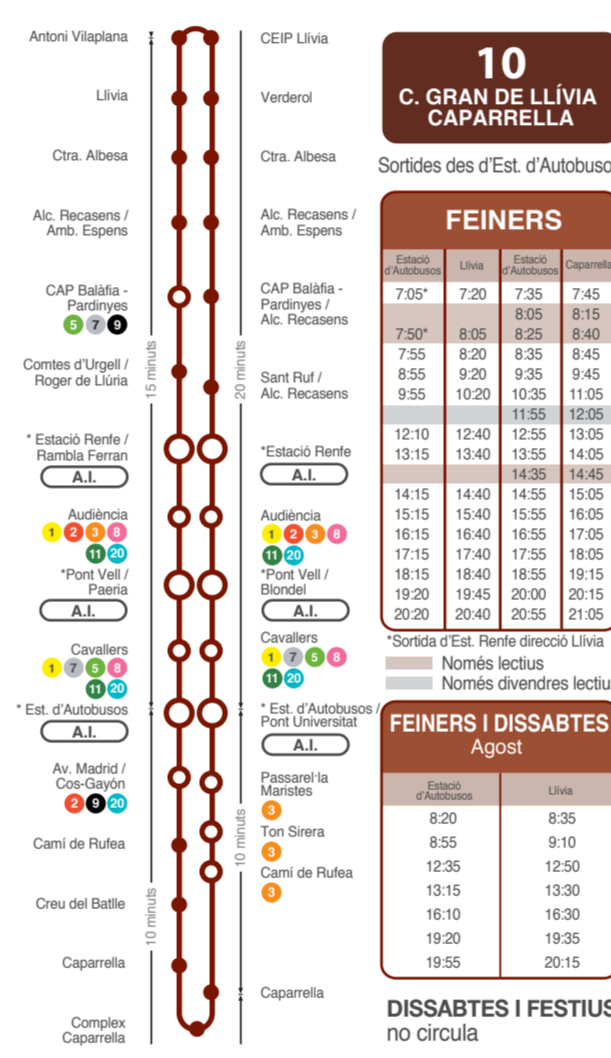 Antoni Vilaplana
Llívia
Ctra. Albesa
Alc. Recasens /
Amb. Espens
CAP Balàfia -
Pardinyes
5 7 9
Comtes d'Urgell /
Roger de Llúria
* Estació Renfe /
Rambla Ferran
A.I.
Audiència
1 2 3 8
11 20
*Pont Vell /
Paeria
A.I.
Cavallers
1 7 5 8
11 20
* Est. d'Autobusos
A.I.
Av. Madrid /
Cos-Gayón
2 9 20
Camí de Rufea
Creu del Batlle
Caparrella
Complex
Caparrella
15 minuts
10 minuts
20 minuts
10 minuts
CEIP Llívia
Verderol
Ctra. Albesa
Alc. Recasens /
Amb. Espens
CAP Balàfia -
Pardinyes /
Alc. Recasens
Sant Ruf /
Alc. Recasens
*Estació Renfe
A.I.
Audiència
1 2 3 8
11 20
*Pont Vell /
Blondel
A.I.
Cavallers
1 7 5 8
11 20
* Est. d'Autobusos /
Pont Universitat
A.I.
Passarel·la
Maristes
3
Ton Sirera
3
Camí de Rufea
3
Caparrella
10
C. GRAN DE LLÍVIA
CAPARRELLA
Sortides des d'Est. d'Autobuso
FEINERS
Estació d'Autobusos Llívia Estació d'Autobusos Caparrella
7:05* 7:20 7:35 7:45
8:05 8:15
7:50* 8:05 8:25 8:40
7:55 8:20 8:35 8:45
8:55 9:20 9:35 9:45
9:55 10:20 10:35 11:05
11:55 12:05
12:10 12:40 12:55 13:05
13:15 13:40 13:55 14:05
14:35 14:45
14:15 14:40 14:55 15:05
15:15 15:40 15:55 16:05
16:15 16:40 16:55 17:05
17:15 17:40 17:55 18:05
18:15 18:40 18:55 19:15
19:20 19:45 20:00 20:15
20:20 20:40 20:55 21:05
*Sortida d'Est. Renfe direcció Llívia
Només lectius
Només divendres lectiu
FEINERS I DISSABTES
Agost
Estació d'Autobusos Llívia
8:20 8:35
8:55 9:10
12:35 12:50
13:15 13:30
16:10 16:30
19:20 19:35
19:55 20:15
DISSABTES I FESTIUS
no circula